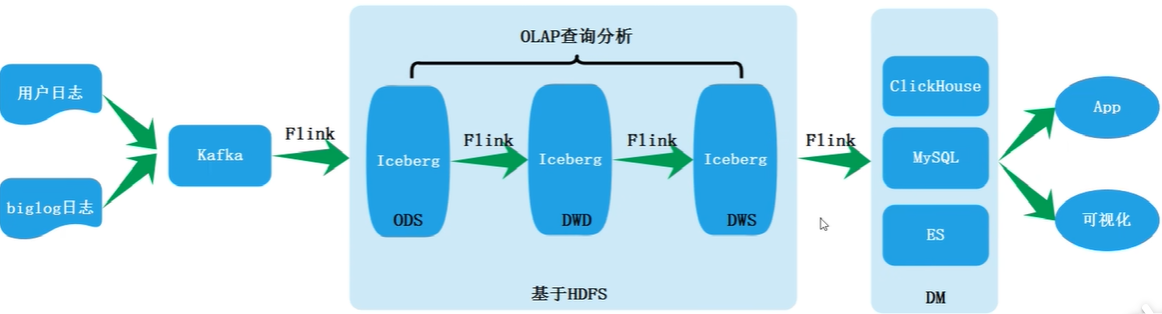 用户日志
biglog日志
Kafka
Flink
OLAP查询分析
Iceberg
ODS
Flink
Iceberg
DWD
Flink
Iceberg
DWS
基于HDFS
Flink
ClickHouse
MySQL
ES
DM
App
可视化